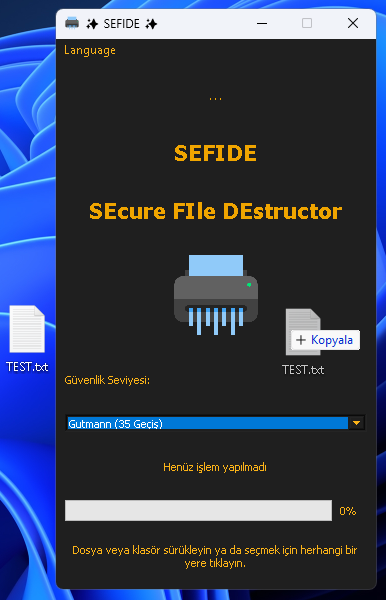 ✨ SEFIDE ✨
Language
...
SEFIDE
SEcure FIle DEstructor
TEST.txt
+ Kopyala
TEST.txt
Güvenlik Seviyesi:
Gutmann (35 Geçiş)
Henüz işlem yapılmadı
0%
Dosya veya klasör sürükleyin ya da seçmek için herhangi bir
yere tıklayın.